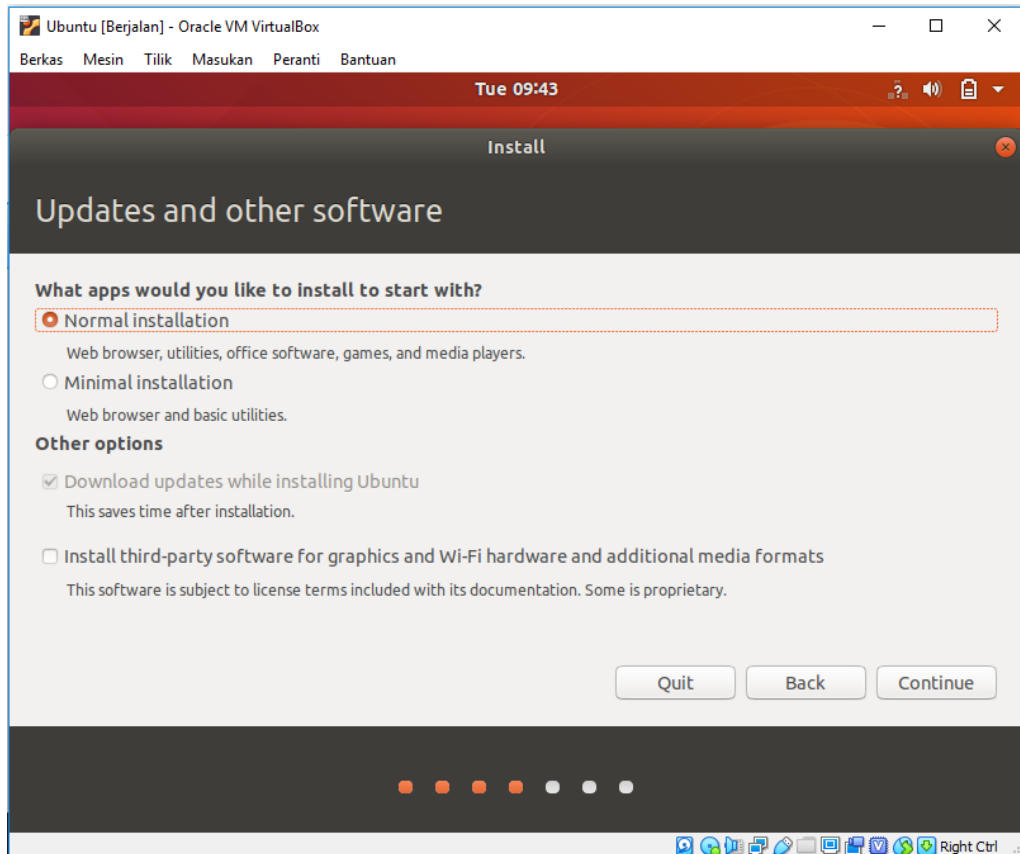 Ubuntu [Berjalan] - Oracle VM VirtualBox
Berkas Mesin Tilik Masukan Peranti Bantuan
Tue 09:43
Install
Updates and other software
What apps would you like to install to start with?
Normal installation
Web browser, utilities, office software, games, and media players.
Minimal installation
Web browser and basic utilities.
Other options
Download updates while installing Ubuntu
This saves time after installation.
Install third-party software for graphics and Wi-Fi hardware and additional media formats
This software is subject to license terms included with its documentation. Some is proprietary.
Quit Back Continue
Right Ctrl